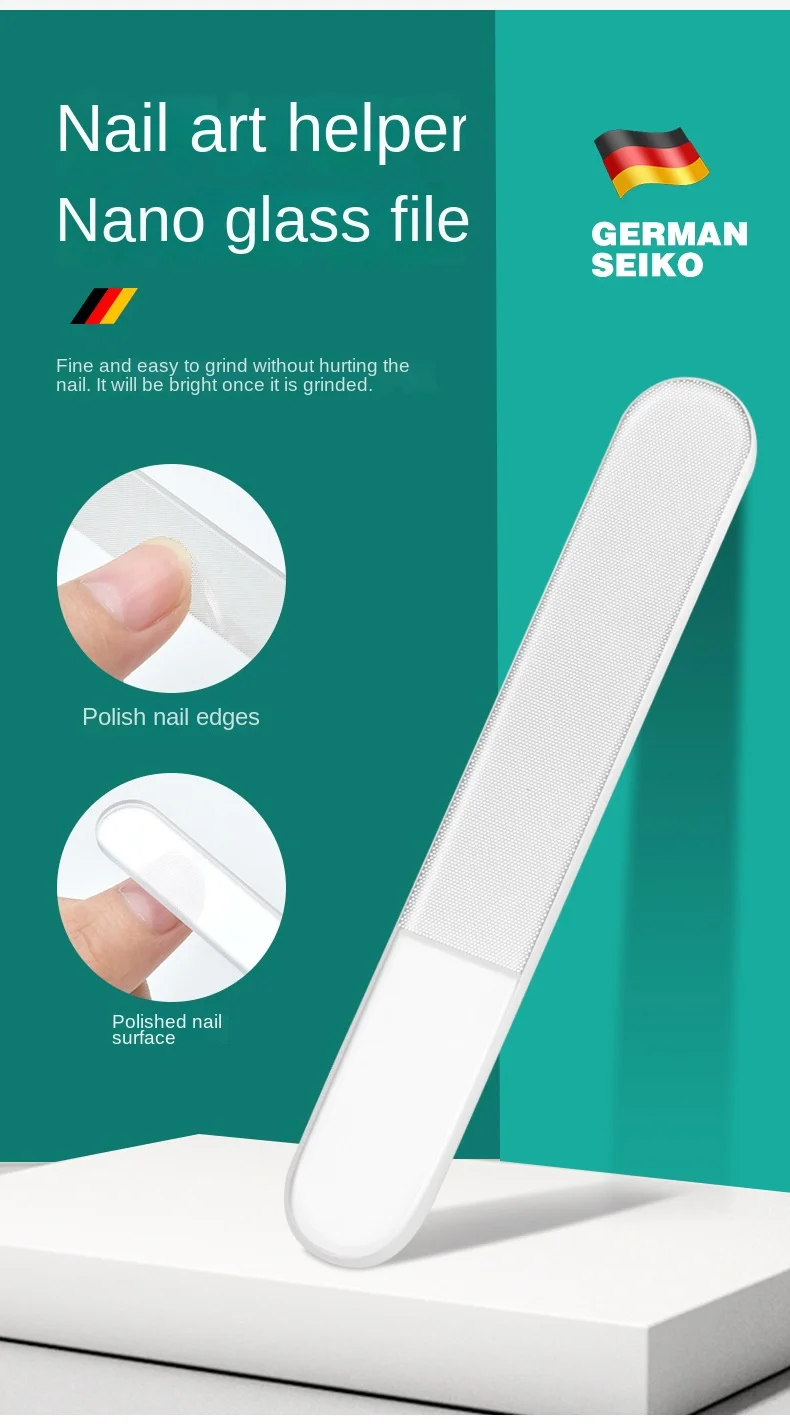 Nail art helper
Nano glass file
GERMAN
SEIKO
Fine and easy to grind without hurting the
nail. It will be bright once it is grinded.
Polish nail edges
Polished nail
surface